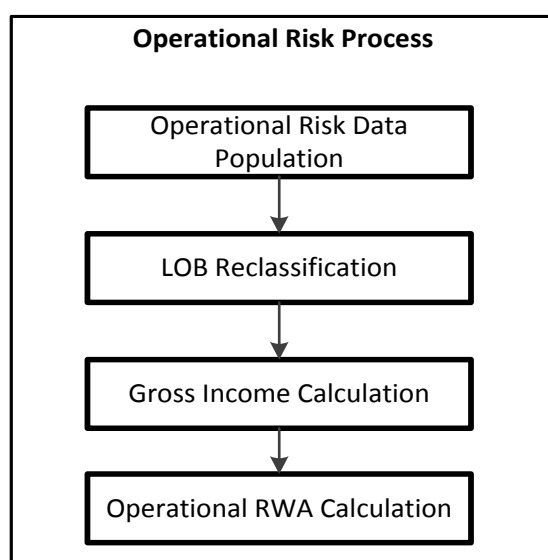 Operational Risk Process
Operational Risk Data
Population
LOB Reclassification
Gross Income Calculation
Operational RWA Calculation